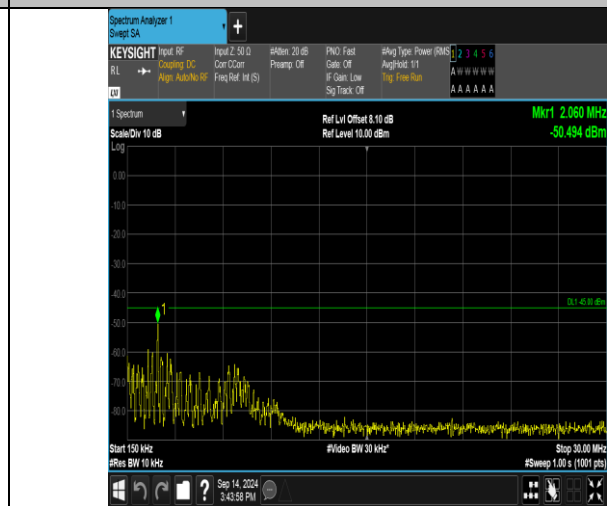 Spectrum Analyzer 1
Swept SA
+
KEYSIGHT Input: RF Input Z: 50 Ω #Atten: 20 dB PNO: Fast #Avg Type: Power (RMS 1 2 3 4 5 6
RL Coupling: DC Corr CCorr Preamp: Off Gate: Off Avg|Hold: 1/1 A W W W W W
Align: Auto/No RF Freq Ref: Int (S) IF Gain: Low Trig: Free Run
LXI Sig Track: Off A A A A A A
1 Spectrum Ref Lvl Offset 8.10 dB Mkr1 2.060 MHz
Scale/Div 10 dB Ref Level 10.00 dBm -50.494 dBm
Log
0.00
-10.0
-20.0
-30.0
-40.0
DL1 -45.00 dBm
1
-50.0
-60.0
-70.0
-80.0
Start 150 kHz #Video BW 30 kHz* Stop 30.00 MHz
#Res BW 10 kHz #Sweep 1.00 s (1001 pts)
? Sep 14, 2024
3:43:58 PM